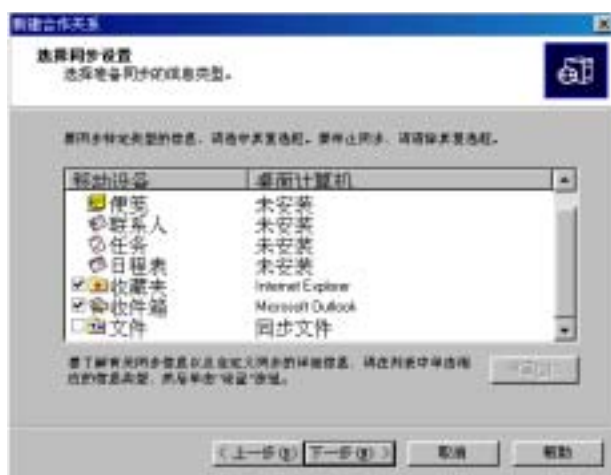 新建合作关系
选择同步设置
选择准备同步的信息类型。
要同步特定类型的信息，请选中其复选框。要停止同步，请清除其复选框。
移动设备 桌面计算机
便笺 未安装
联系人 未安装
任务 未安装
日程表 未安装
收藏夹 Internet Explorer
收件箱 Microsoft Outlook
文件 同步文件
要了解有关同步信息以及自定义同步的详细信息，请在列表中单选相
应的信息类型，然后单击“设置”按钮。
<上一步(B) 下一步(N)> 取消 帮助